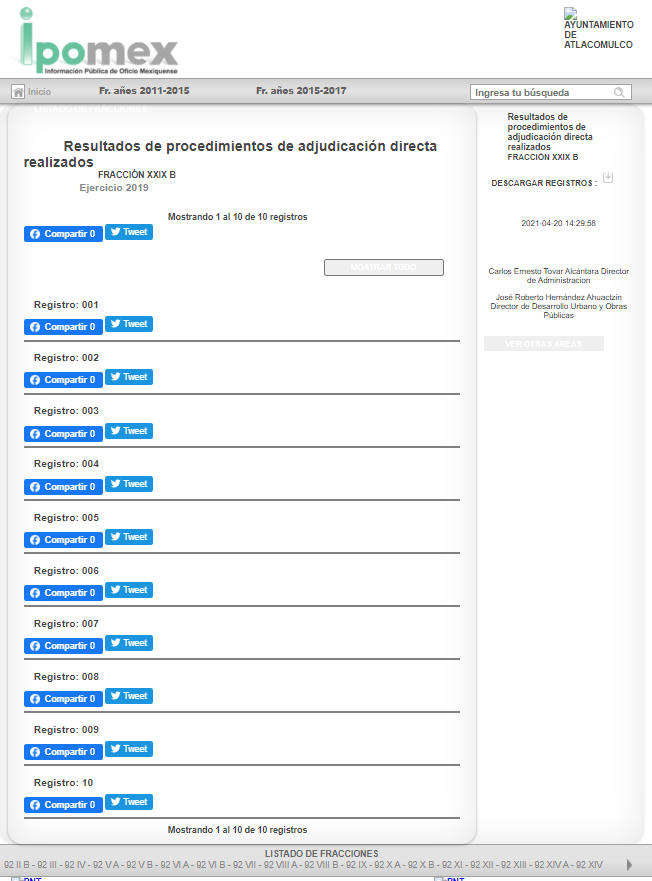 ipomex
Información Pública de Oficio Mexiquense
AYUNTAMIENTO
DE
ATLACOMULCO
Inicio
Fr. años 2011-2015
Fr. años 2015-2017
Ingresa tu búsqueda
LISTADO DE FRACCIONES
Resultados de procedimientos de adjudicación directa
realizados
FRACCIÓN XXIX B
Ejercicio 2019
Mostrando 1 al 10 de 10 registros
Compartir 0 Tweet
MOSTRAR TODO
Registro: 001
Compartir 0 Tweet
Registro: 002
Compartir 0 Tweet
Registro: 003
Compartir 0 Tweet
Registro: 004
Compartir 0 Tweet
Registro: 005
Compartir 0 Tweet
Registro: 006
Compartir 0 Tweet
Registro: 007
Compartir 0 Tweet
Registro: 008
Compartir 0 Tweet
Registro: 009
Compartir 0 Tweet
Registro: 10
Compartir 0 Tweet
Mostrando 1 al 10 de 10 registros
Resultados de
procedimientos de
adjudicación directa
realizados
FRACCIÓN XXIX B
DESCARGAR REGISTROS :
2021-04-20 14:29:58
Carlos Ernesto Tovar Alcántara Director
de Administracion
José Roberto Hernández Ahuactzin
Director de Desarrollo Urbano y Obras
Públicas
VER OTRAS AREAS
LISTADO DE FRACCIONES
92 II B - 92 III - 92 IV - 92 V A - 92 V B - 92 VI A - 92 VI B - 92 VII - 92 VIII A - 92 VIII B - 92 IX - 92 X A - 92 X B - 92 XI - 92 XII - 92 XIII - 92 XIV A - 92 XIV
PNT
PNT